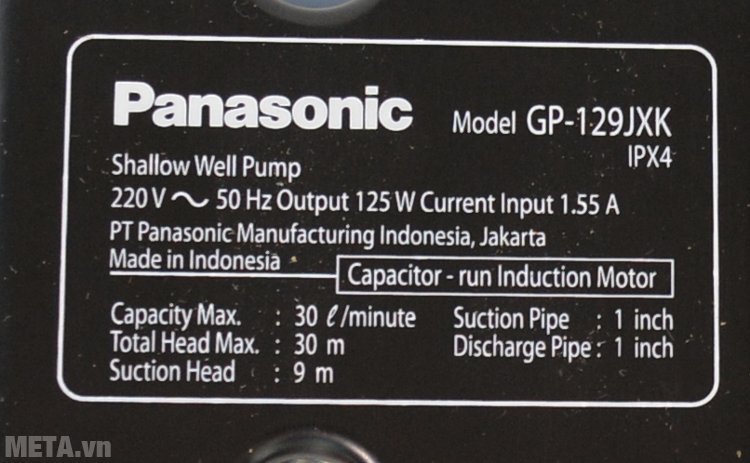 Panasonic Model GP-129JXK
IPX4
Shallow Well Pump
220 V ~ 50 Hz Output 125 W Current Input 1.55 A
PT Panasonic Manufacturing Indonesia, Jakarta
Made in Indonesia
Capacitor - run Induction Motor
Capacity Max. : 30 ℓ/minute Suction Pipe : 1 inch
Total Head Max. : 30 m Discharge Pipe : 1 inch
Suction Head : 9 m
META.vn